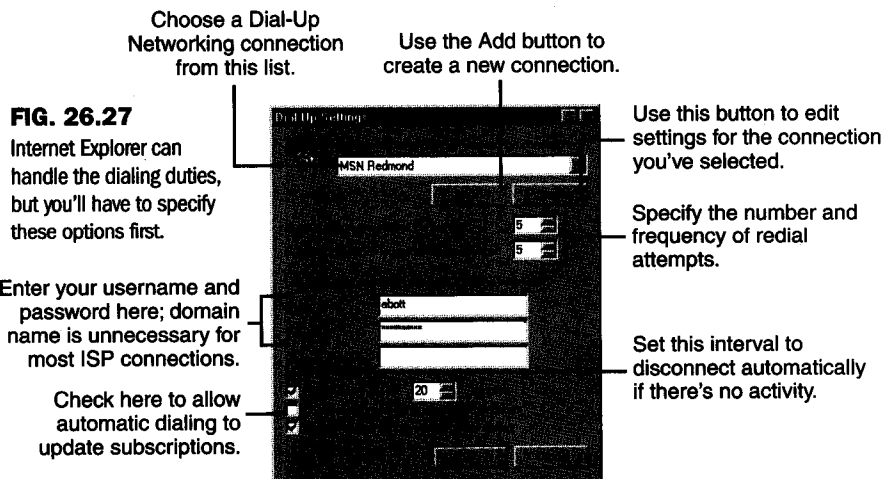 Choose a Dial-Up
Networking connection
from this list.
Use the Add button to
create a new connection.
FIG. 26.27
Internet Explorer can
handle the dialing duties,
but you'll have to specify
these options first.
Dial-Up Settings
MSN Redmond
Use this button to edit
settings for the connection
you've selected.
5
5
Specify the number and
frequency of redial
attempts.
Enter your username and
password here; domain
name is unnecessary for
most ISP connections.
ebott
20
Set this interval to
disconnect automatically
if there's no activity.
Check here to allow
automatic dialing to
update subscriptions.